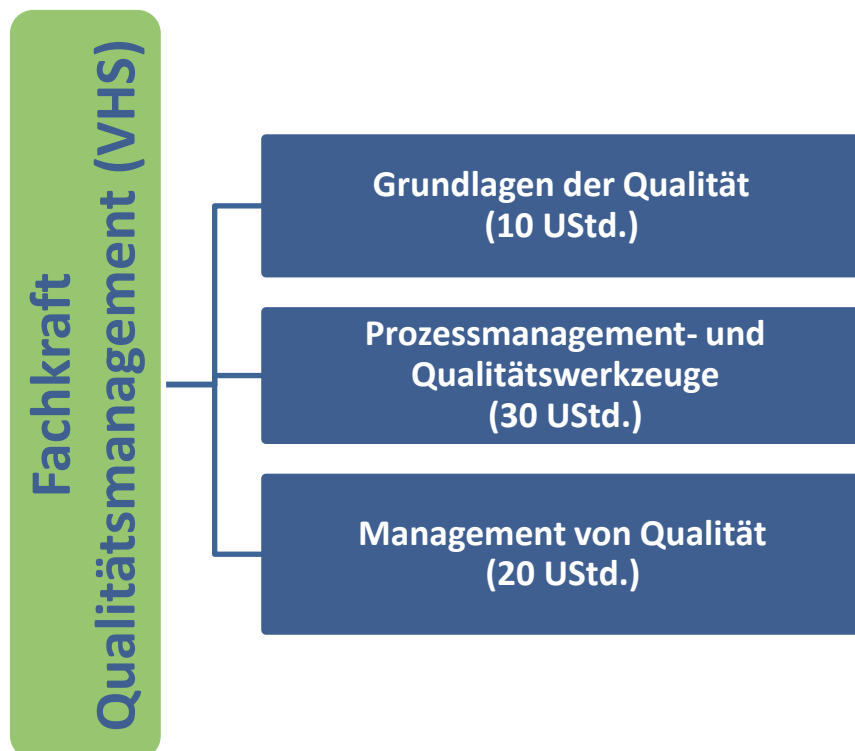 Fachkraft
Qualitätsmanagement (VHS)
Grundlagen der Qualität
(10 UStd.)
Prozessmanagement- und
Qualitätswerkzeuge
(30 UStd.)
Management von Qualität
(20 UStd.)